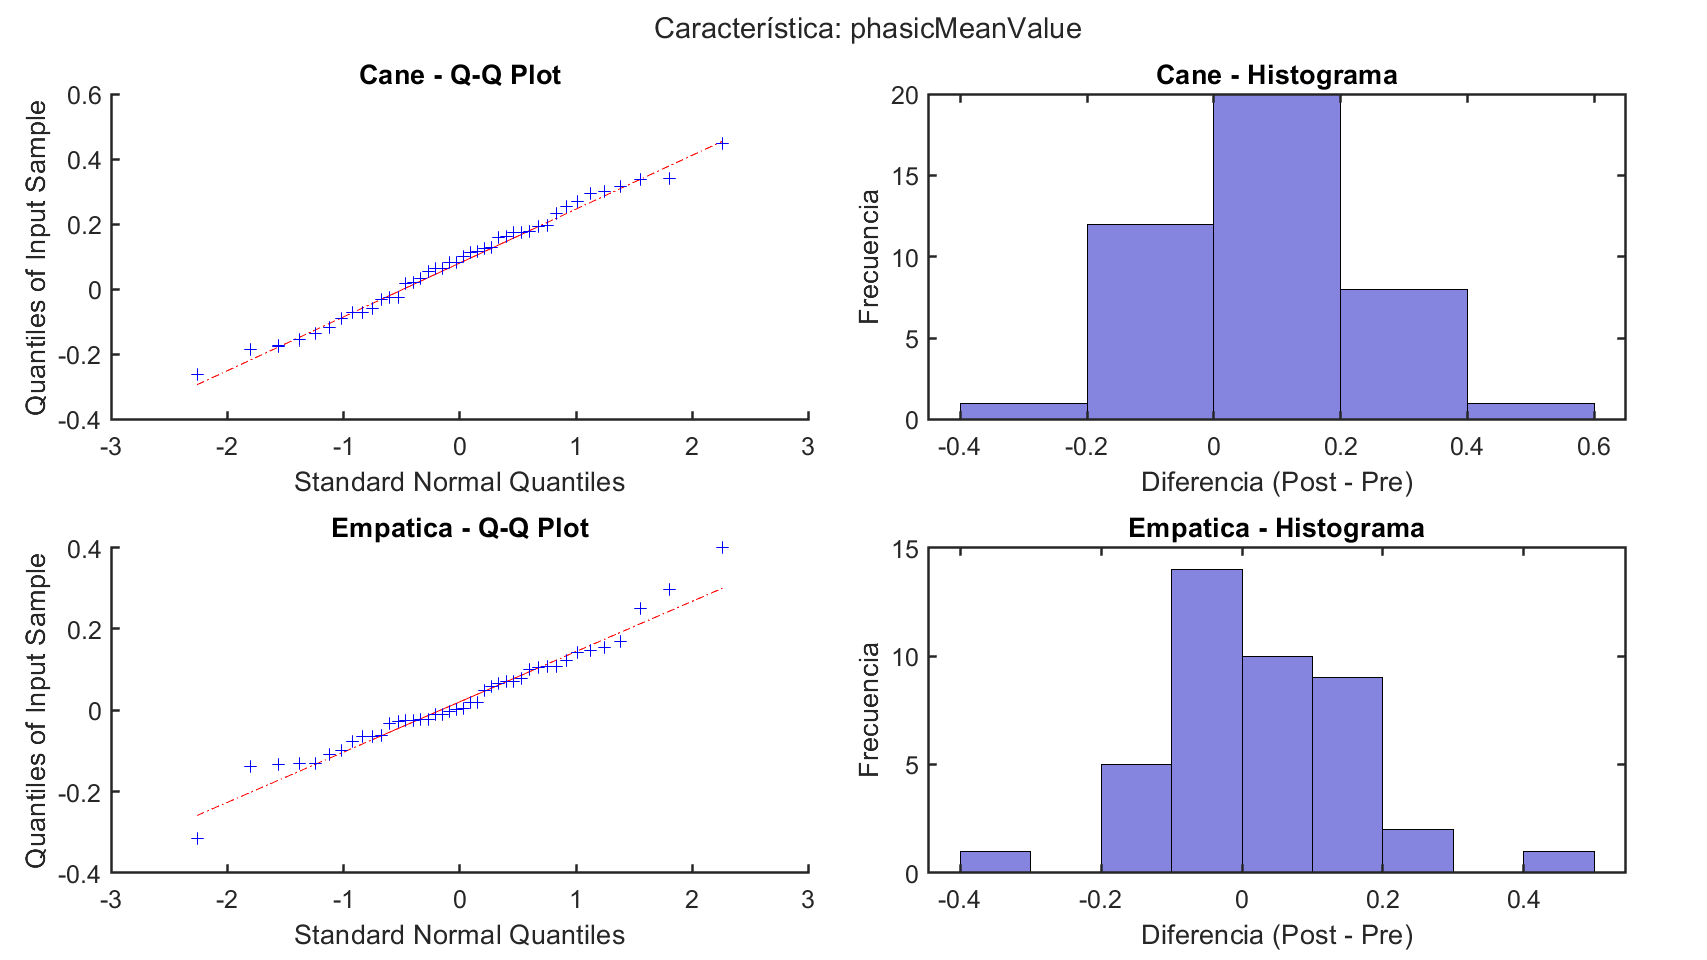 Característica: phasicMeanValue
Cane - Q-Q Plot
Quantiles of Input Sample
0.6
0.4
0.2
0
-0.2
-0.4
-3 -2 -1 0 1 2 3
Standard Normal Quantiles
Cane - Histograma
Frecuencia
20
15
10
5
0
-0.4 -0.2 0 0.2 0.4 0.6
Diferencia (Post - Pre)
Empatica - Q-Q Plot
Quantiles of Input Sample
0.4
0.2
0
-0.2
-0.4
-3 -2 -1 0 1 2 3
Standard Normal Quantiles
Empatica - Histograma
Frecuencia
15
10
5
0
-0.4 -0.2 0 0.2 0.4
Diferencia (Post - Pre)